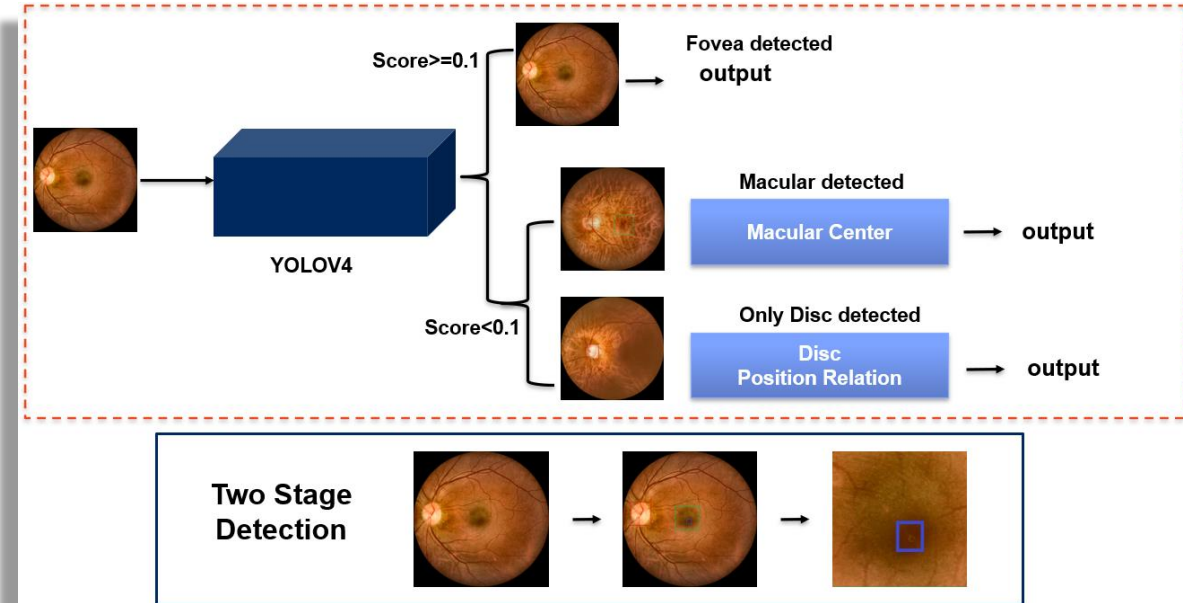 Score>=0.1
Fovea detected
output
YOLOV4
Macular detected
Macular Center
output
Score<0.1
Only Disc detected
Disc
Position Relation
output
Two Stage
Detection